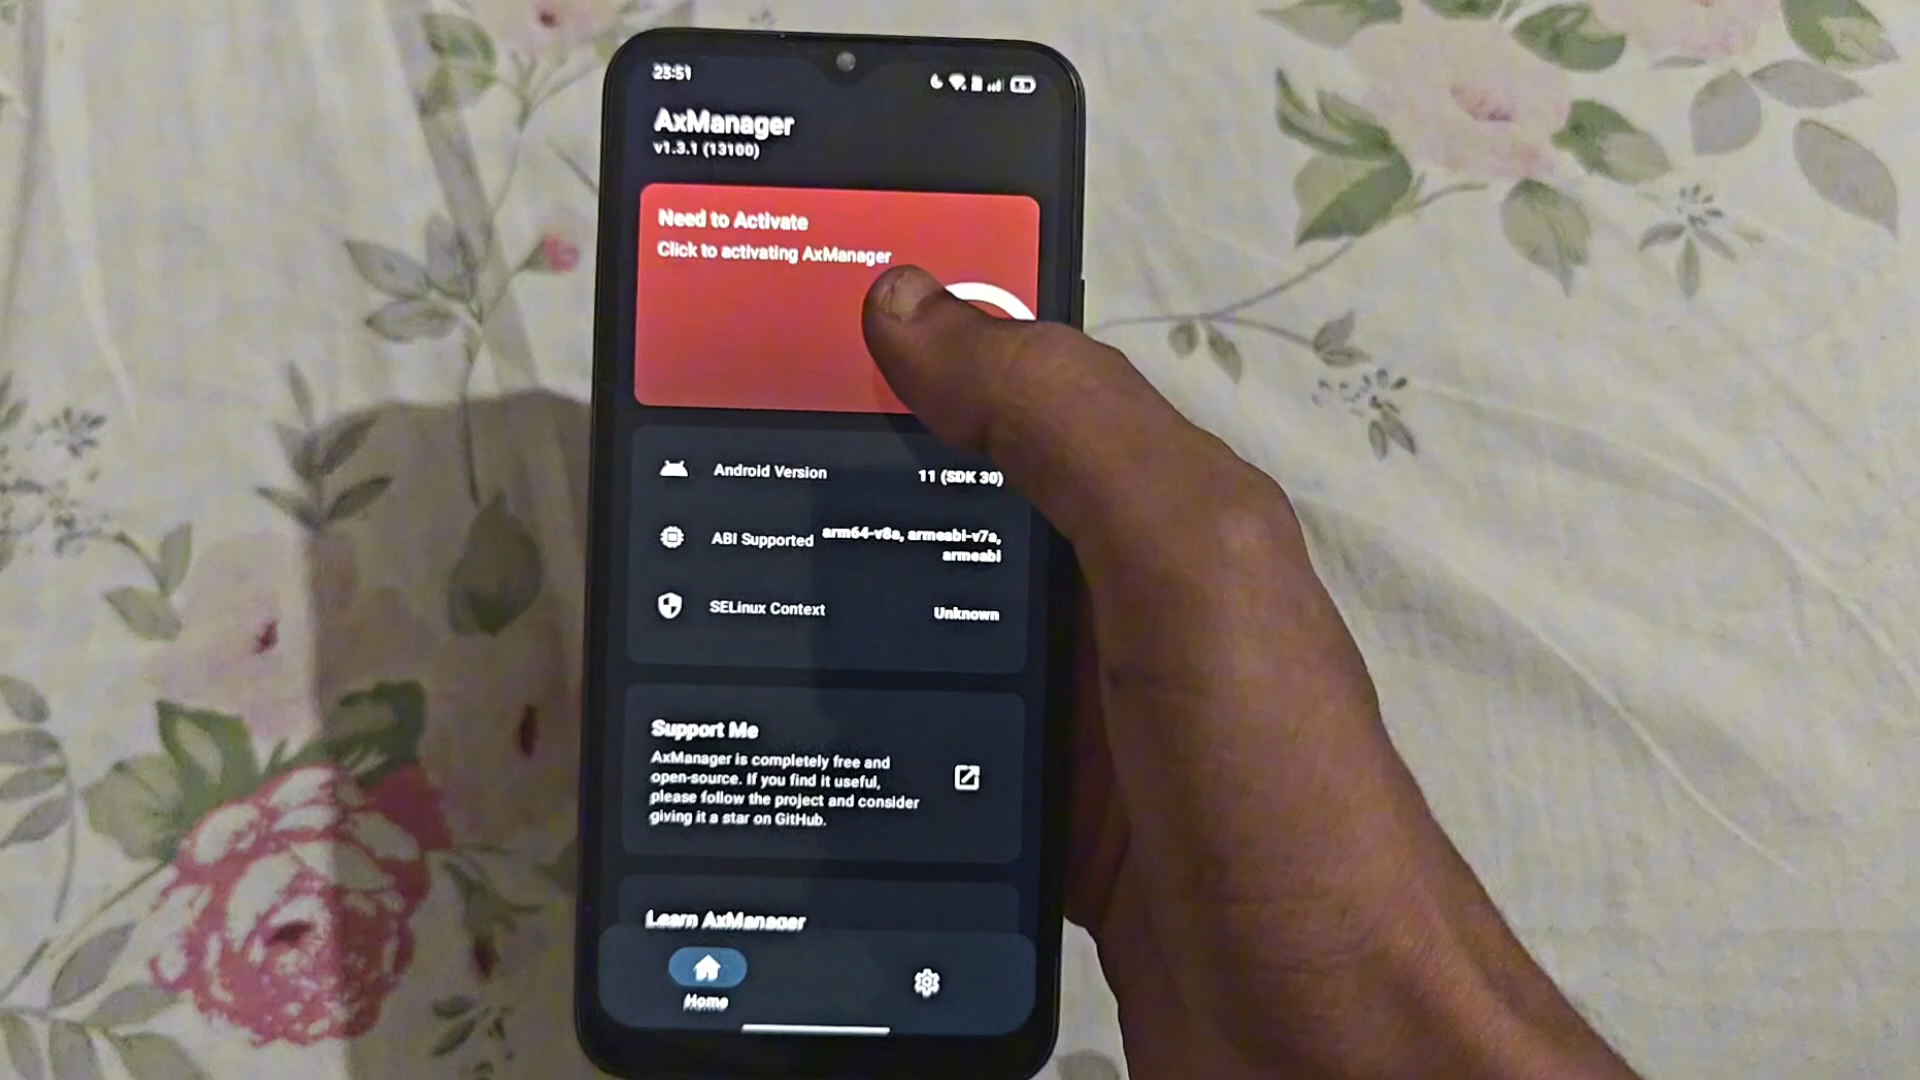 23:51
AxManager
v1.3.1 (13100)
Need to Activate
Click to activating AxManager
Android Version 11 (SDK 30)
ABI Supported arm64-v8a, armeabi-v7a,
armeabi
SELinux Context Unknown
Support Me
AxManager is completely free and
open-source. If you find it useful,
please follow the project and consider
giving it a star on GitHub.
Learn AxManager
Home